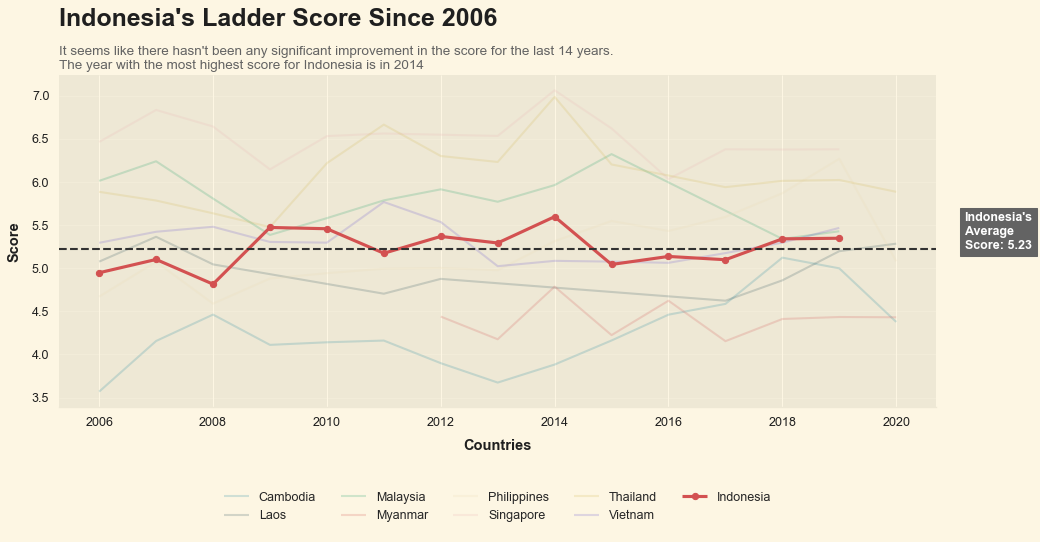 Indonesia's Ladder Score Since 2006
It seems like there hasn't been any significant improvement in the score for the last 14 years.
The year with the most highest score for Indonesia is in 2014
7.0
6.5
6.0
5.5
5.0
4.5
4.0
3.5
Score
Indonesia's
Average
Score: 5.23
2006 2008 2010 2012 2014 2016 2018 2020
Countries
Cambodia Malaysia Philippines Thailand Indonesia
Laos Myanmar Singapore Vietnam